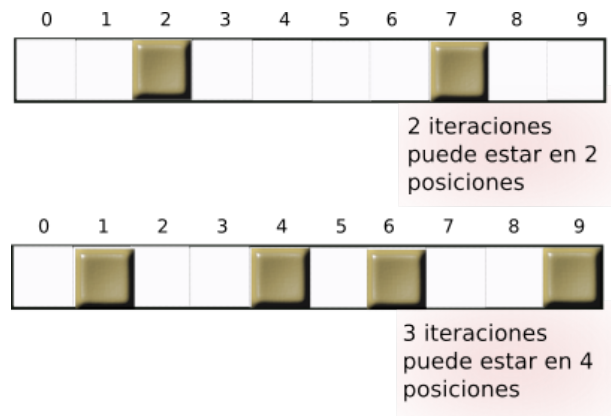 0 1 2 3 4 5 6 7 8 9
2 iteraciones
puede estar en 2
posiciones
0 1 2 3 4 5 6 7 8 9
3 iteraciones
puede estar en 4
posiciones